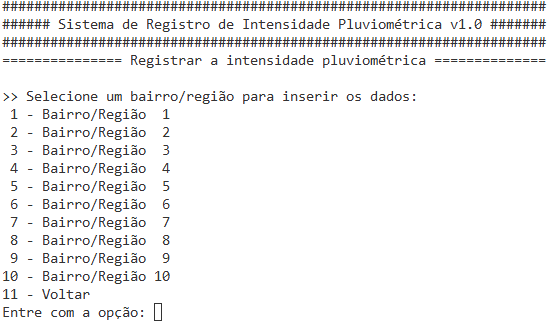 ####################################################################
###### Sistema de Registro de Intensidade Pluviométrica v1.0 #######
####################################################################
=============== Registrar a intensidade pluviométrica ==============
>> Selecione um bairro/região para inserir os dados:
 1 - Bairro/Região  1
 2 - Bairro/Região  2
 3 - Bairro/Região  3
 4 - Bairro/Região  4
 5 - Bairro/Região  5
 6 - Bairro/Região  6
 7 - Bairro/Região  7
 8 - Bairro/Região  8
 9 - Bairro/Região  9
10 - Bairro/Região 10
11 - Voltar
Entre com a opção: